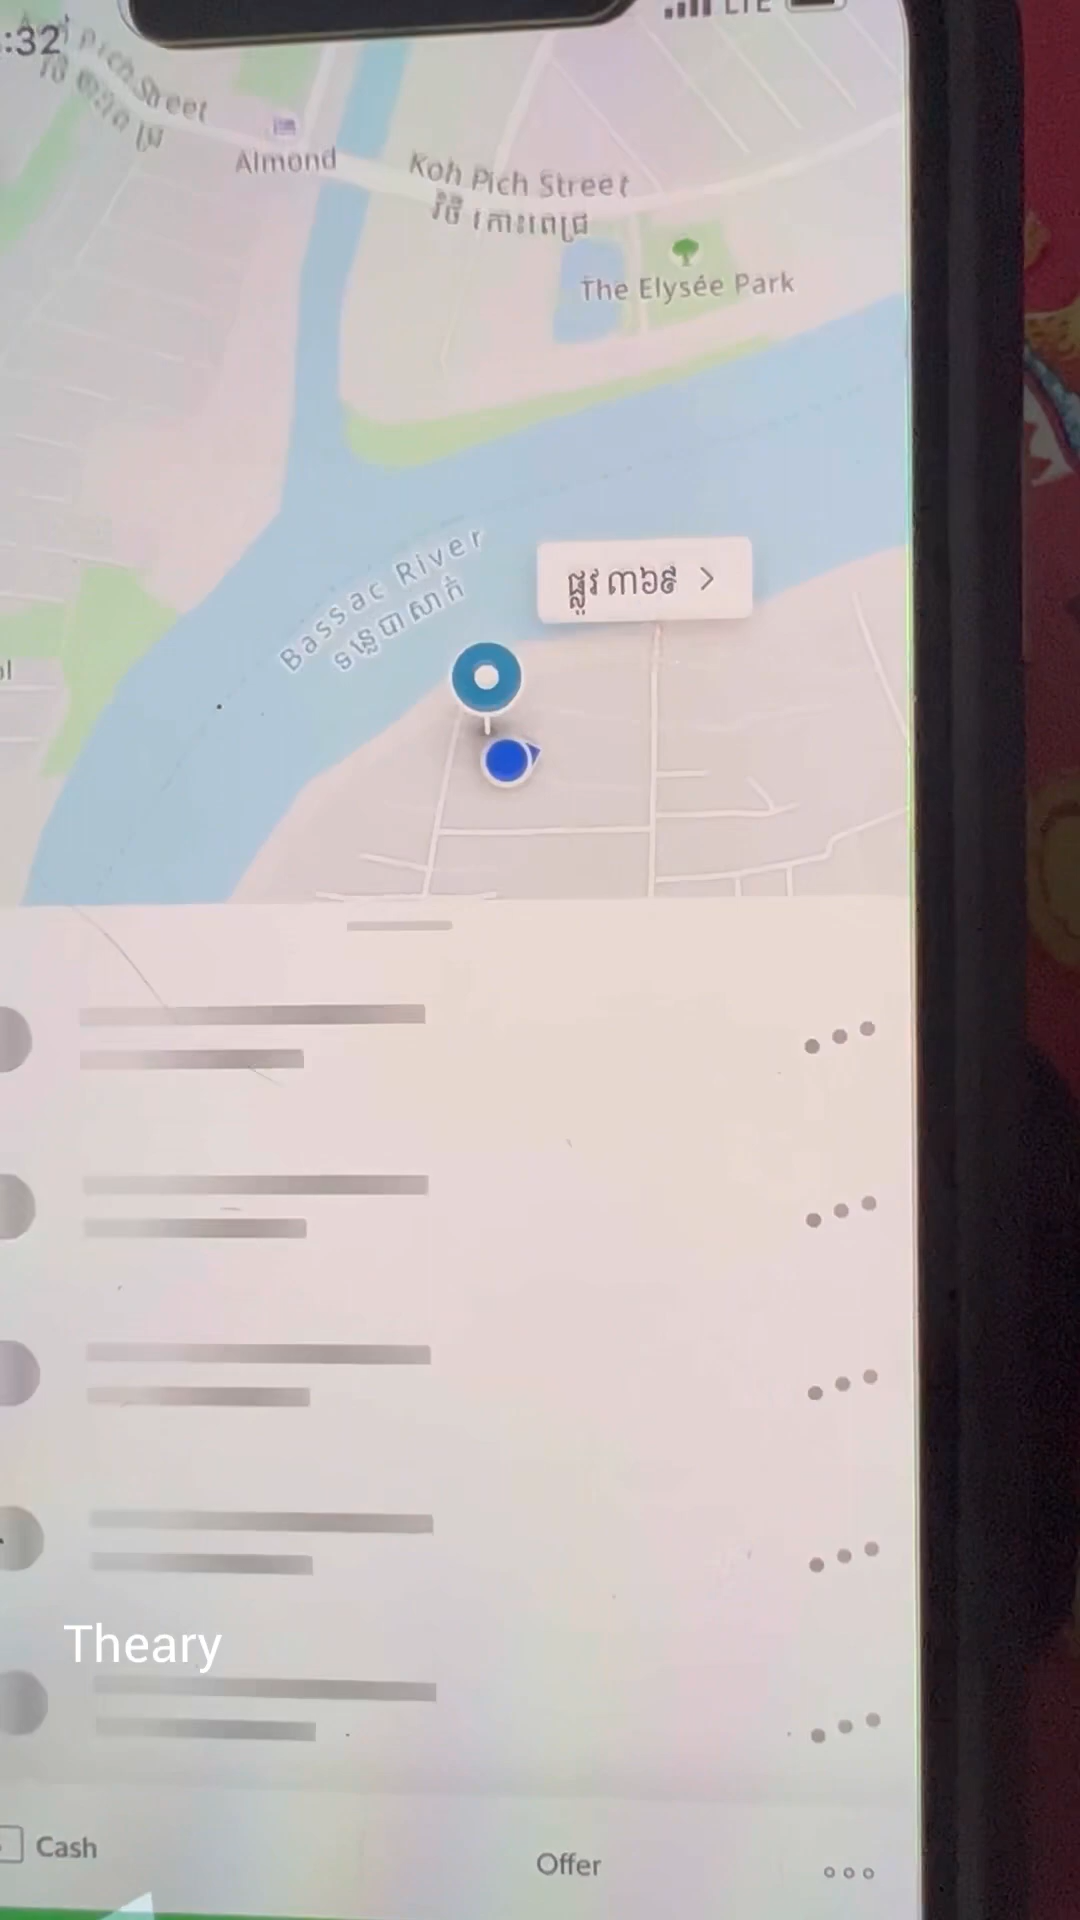 :32
Pich Street
LTE
Almond
Koh Pich Street
វិថី កោះពេជ្រ
The Elysée Park
Bassac River
ទន្លេបាសាក់
ផ្លូវ ៣៦៩
Theary
Cash
Offer